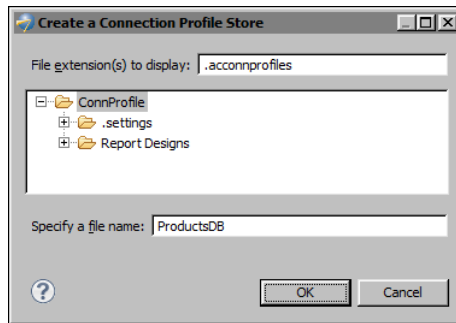 Create a Connection Profile Store
File extension(s) to display: .acconnprofiles
ConnProfile
.settings
Report Designs
Specify a file name: ProductsDB
?
OK Cancel